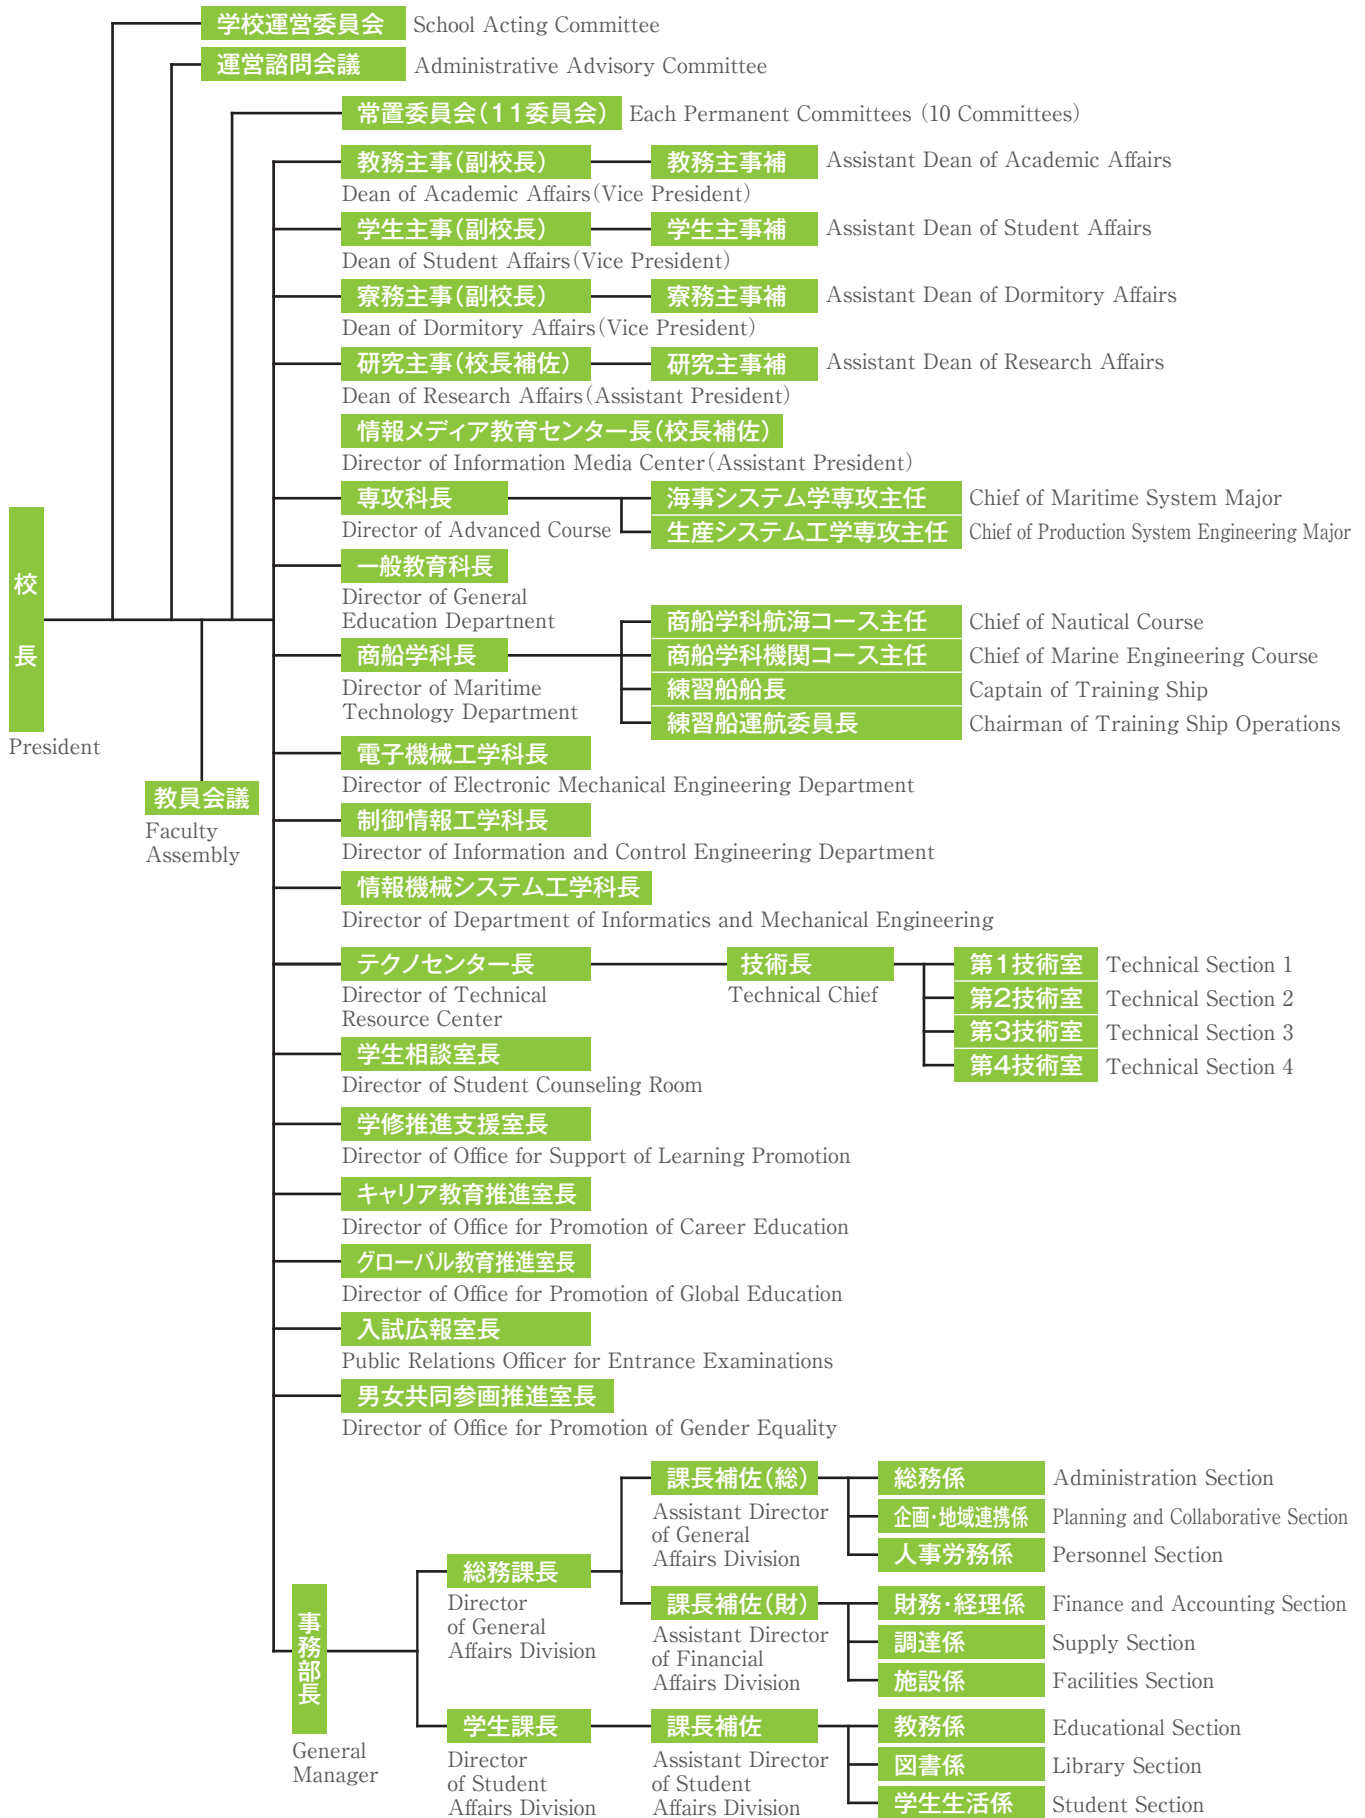 学校運営委員会 School Acting Committee
運営諮問会議 Administrative Advisory Committee
常置委員会(11委員会) Each Permanent Committees (10 Committees)
教務主事(副校長) 教務主事補 Assistant Dean of Academic Affairs
Dean of Academic Affairs(Vice President)
学生主事(副校長) 学生主事補 Assistant Dean of Student Affairs
Dean of Student Affairs(Vice President)
寮務主事(副校長) 寮務主事補 Assistant Dean of Dormitory Affairs
Dean of Dormitory Affairs(Vice President)
研究主事(校長補佐) 研究主事補 Assistant Dean of Research Affairs
Dean of Research Affairs(Assistant President)
情報メディア教育センター長(校長補佐)
Director of Information Media Center(Assistant President)
専攻科長 海事システム学専攻主任 Chief of Maritime System Major
Director of Advanced Course 生産システム工学専攻主任 Chief of Production System Engineering Major
一般教育科長
Director of General
Education Departnent
校長
President
商船学科航海コース主任 Chief of Nautical Course
商船学科長 商船学科機関コース主任 Chief of Marine Engineering Course
Director of Maritime 練習船船長 Captain of Training Ship
Technology Department 練習船運航委員長 Chairman of Training Ship Operations
教員会議
Faculty
Assembly
電子機械工学科長
Director of Electronic Mechanical Engineering Department
制御情報工学科長
Director of Information and Control Engineering Department
情報機械システム工学科長
Director of Department of Informatics and Mechanical Engineering
テクノセンター長 技術長 第1技術室 Technical Section 1
Director of Technical Technical Chief 第2技術室 Technical Section 2
Resource Center 第3技術室 Technical Section 3
第4技術室 Technical Section 4
学生相談室長
Director of Student Counseling Room
学修推進支援室長
Director of Office for Support of Learning Promotion
キャリア教育推進室長
Director of Office for Promotion of Career Education
グローバル教育推進室長
Director of Office for Promotion of Global Education
入試広報室長
Public Relations Officer for Entrance Examinations
男女共同参画推進室長
Director of Office for Promotion of Gender Equality
事務部長
General
Manager
総務課長
Director
of General
Affairs Division
課長補佐(総) 総務係 Administration Section
Assistant Director 企画・地域連携係 Planning and Collaborative Section
of General
Affairs Division 人事労務係 Personnel Section
課長補佐(財) 財務・経理係 Finance and Accounting Section
Assistant Director 調達係 Supply Section
of Financial
Affairs Division 施設係 Facilities Section
学生課長 課長補佐 教務係 Educational Section
Director Assistant Director 図書係 Library Section
of Student of Student
Affairs Division Affairs Division 学生生活係 Student Section